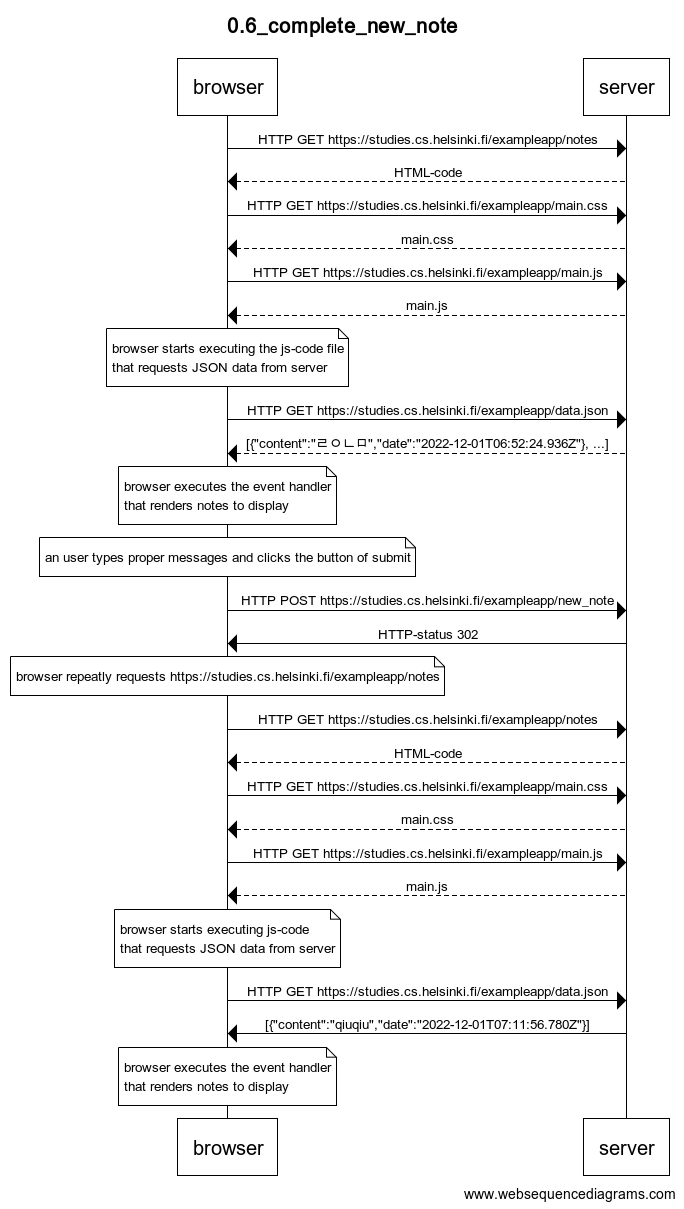 0.6_complete_new_note
browser
server
HTTP GET https://studies.cs.helsinki.fi/exampleapp/notes
HTML-code
HTTP GET https://studies.cs.helsinki.fi/exampleapp/main.css
main.css
HTTP GET https://studies.cs.helsinki.fi/exampleapp/main.js
main.js
browser starts executing the js-code file
that requests JSON data from server
HTTP GET https://studies.cs.helsinki.fi/exampleapp/data.json
[{"content":"ㄹㅇㄴㅁ","date":"2022-12-01T06:52:24.936Z"}, ...]
browser executes the event handler
that renders notes to display
an user types proper messages and clicks the button of submit
HTTP POST https://studies.cs.helsinki.fi/exampleapp/new_note
HTTP-status 302
browser repeatly requests https://studies.cs.helsinki.fi/exampleapp/notes
HTTP GET https://studies.cs.helsinki.fi/exampleapp/notes
HTML-code
HTTP GET https://studies.cs.helsinki.fi/exampleapp/main.css
main.css
HTTP GET https://studies.cs.helsinki.fi/exampleapp/main.js
main.js
browser starts executing js-code
that requests JSON data from server
HTTP GET https://studies.cs.helsinki.fi/exampleapp/data.json
[{"content":"qiuqiu","date":"2022-12-01T07:11:56.780Z"}]
browser executes the event handler
that renders notes to display
browser
server
www.websequencediagrams.com